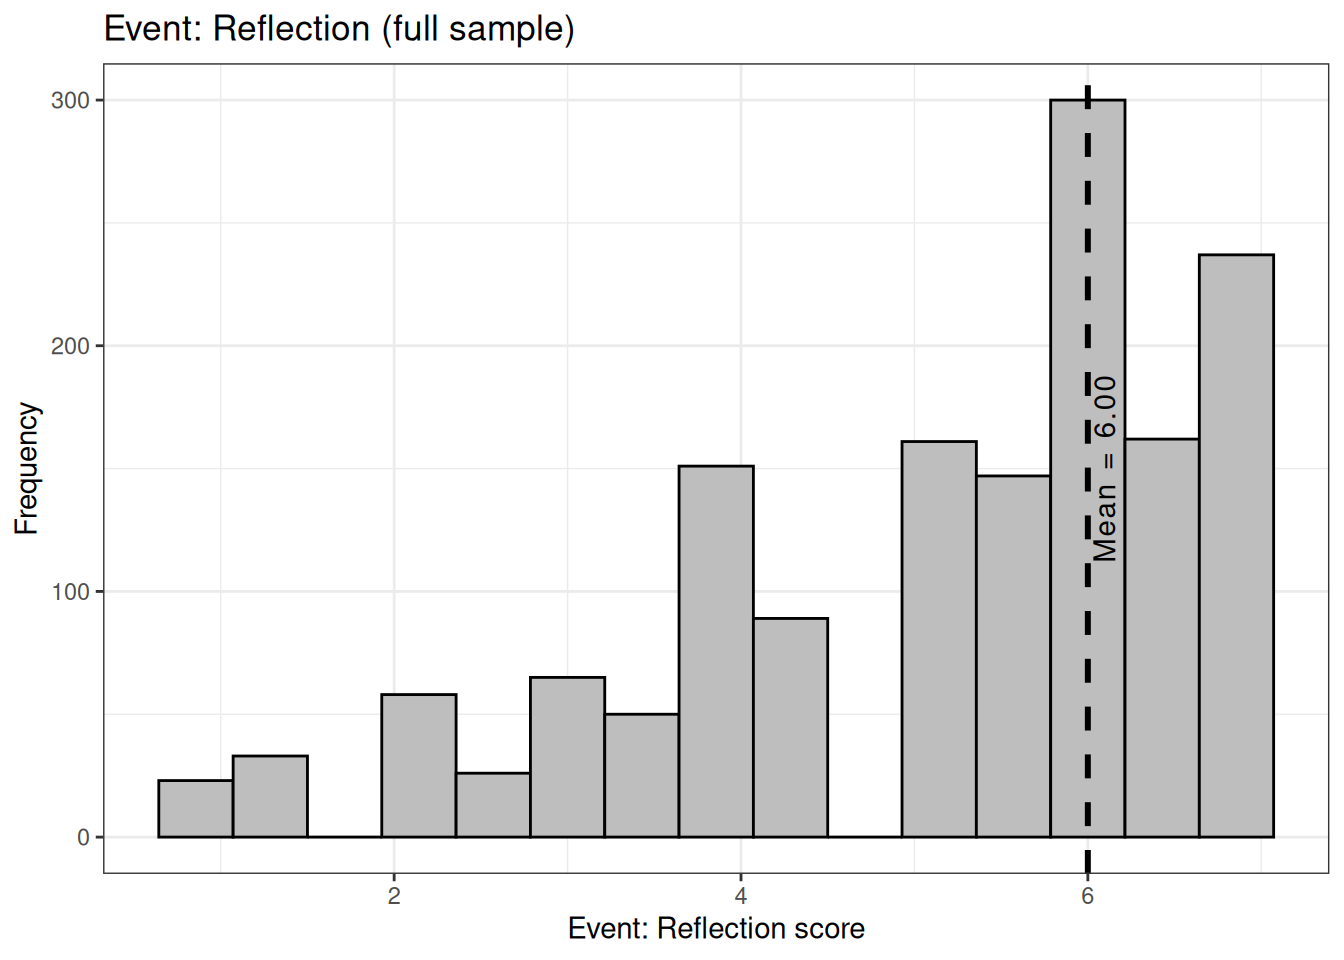 Event: Reflection (full sample)
300
200
100
0
Frequency
Mean = 6.00
2
4
6
Event: Reflection score